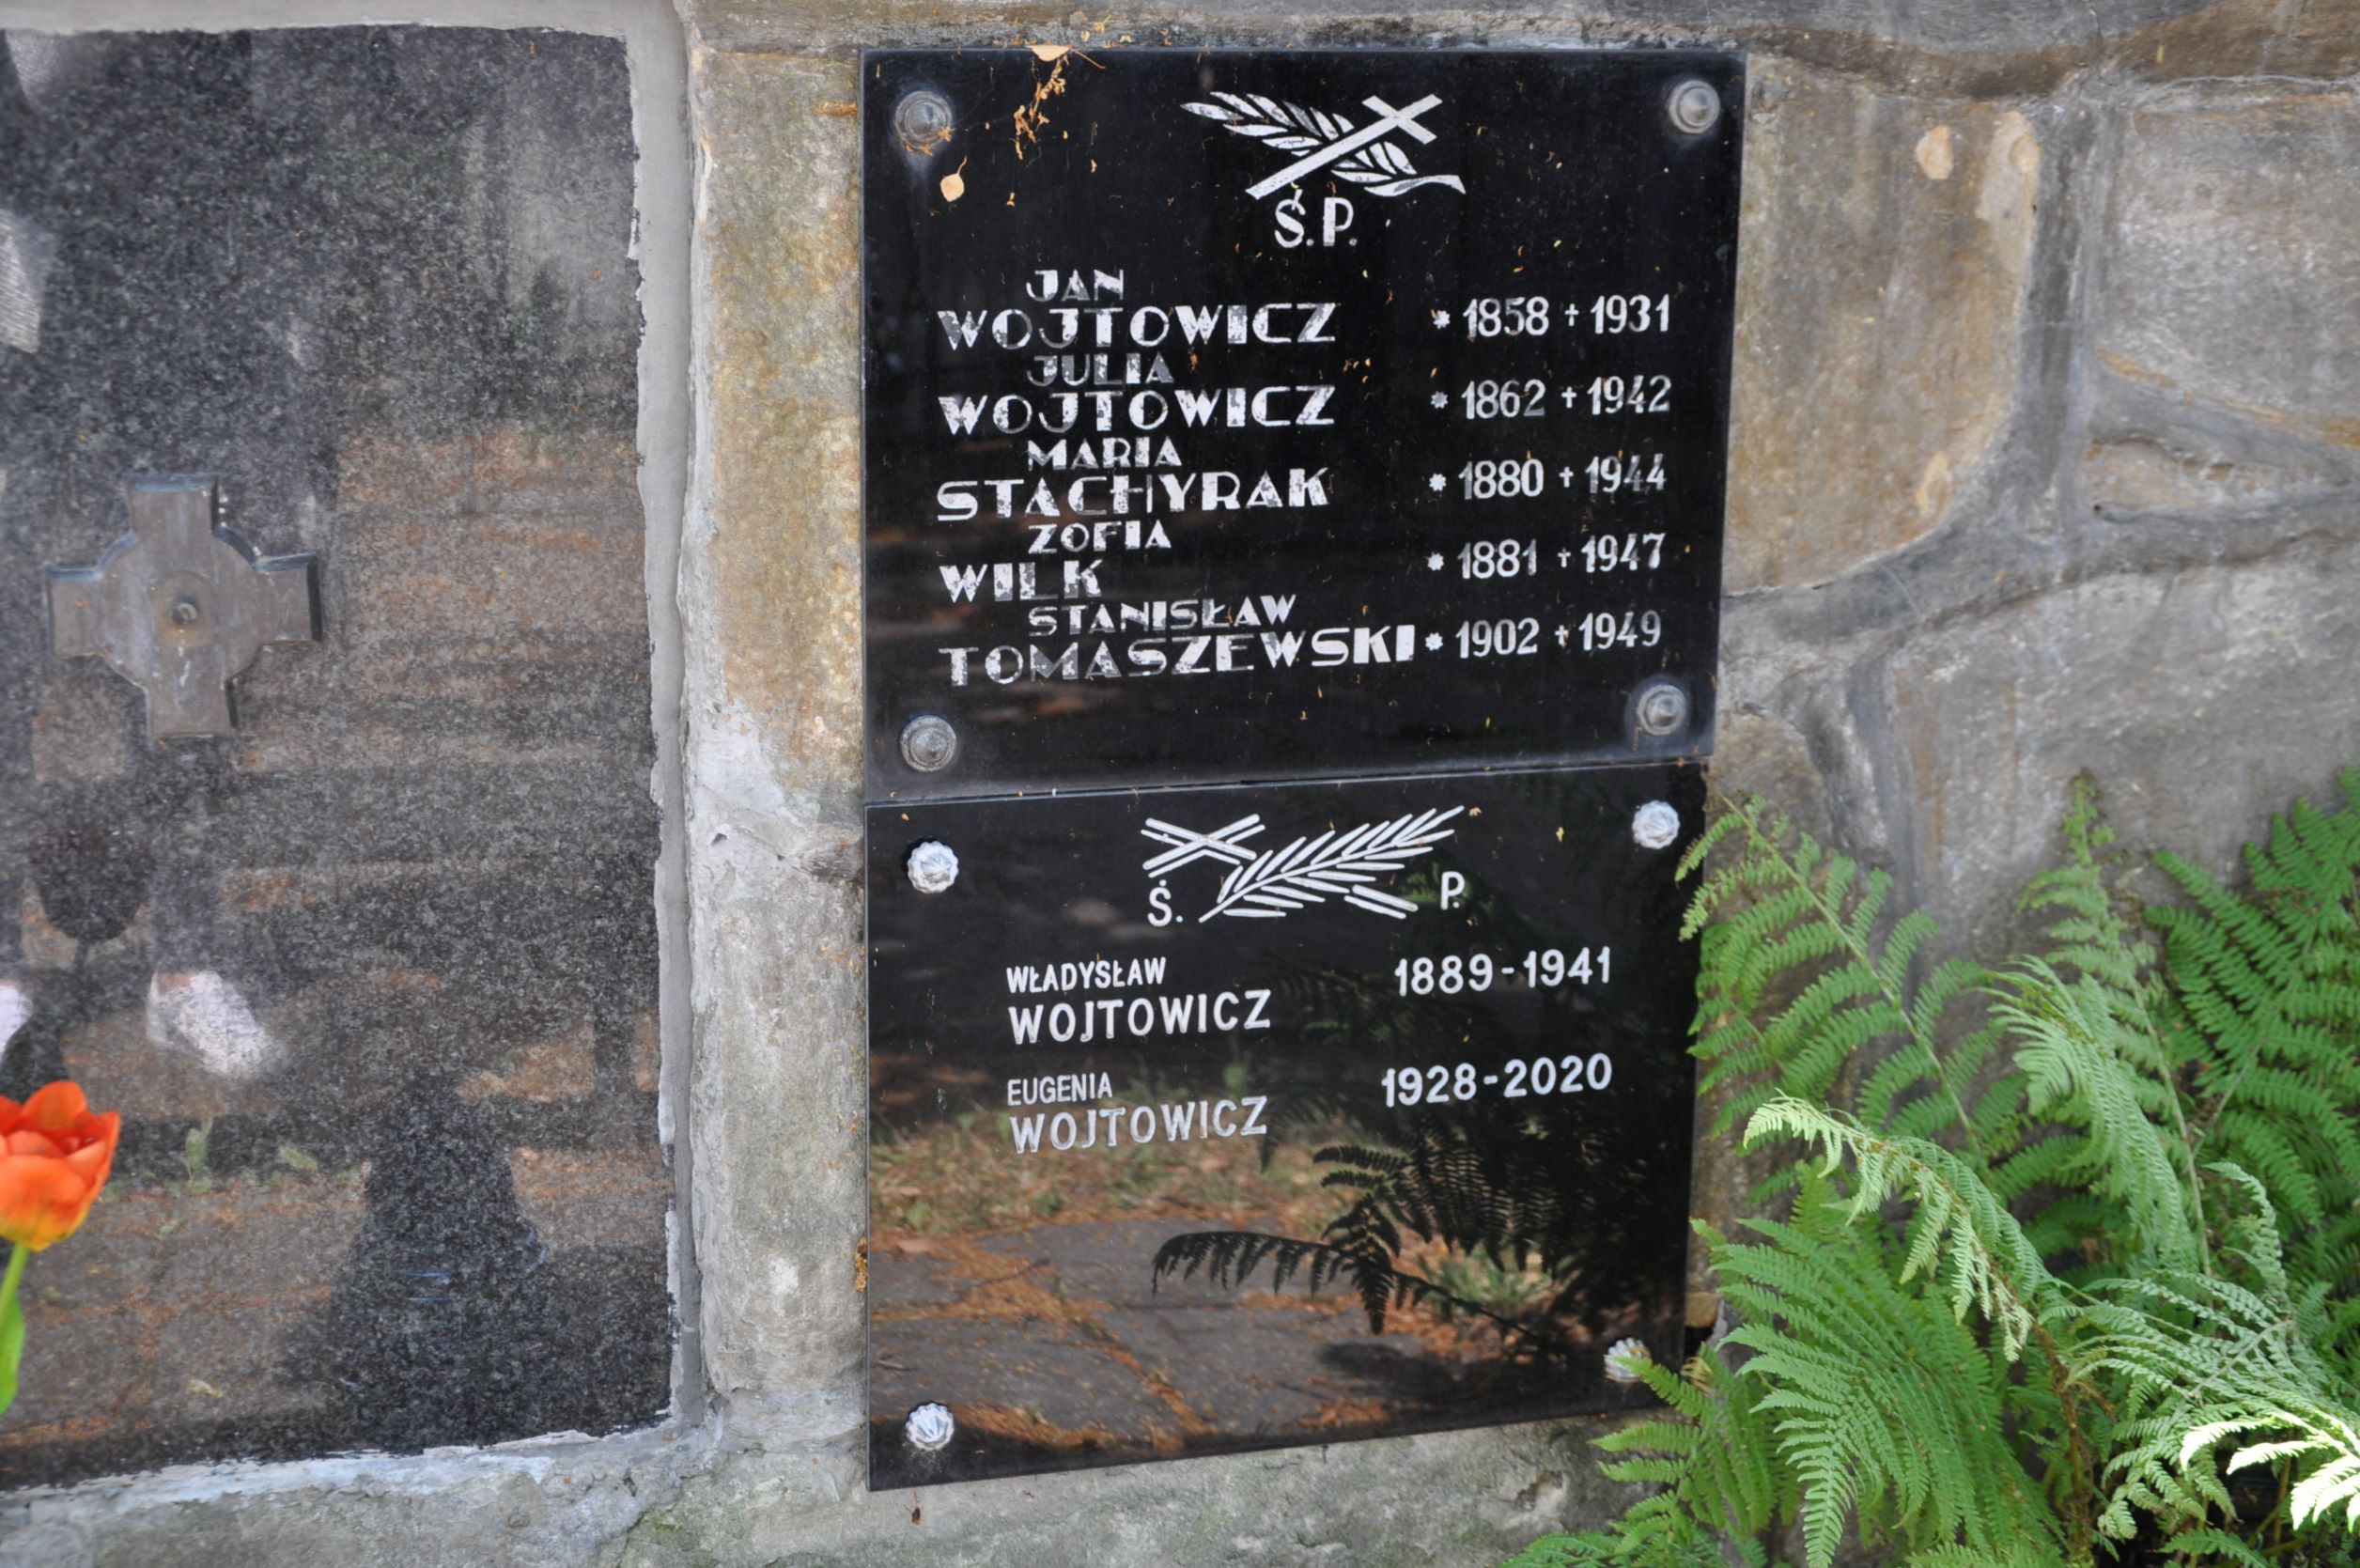 Ś.P.
JAN
WOJTOWICZ * 1858 + 1931
JULIA
WOJTOWICZ * 1862 + 1942
MARIA
STACHYRAK * 1880 + 1944
ZOFIA
WILK * 1881 + 1947
STANISŁAW
TOMASZEWSKI * 1902 + 1949
Ś. P.
WŁADYSŁAW
WOJTOWICZ 1889-1941
EUGENIA
WOJTOWICZ 1928-2020